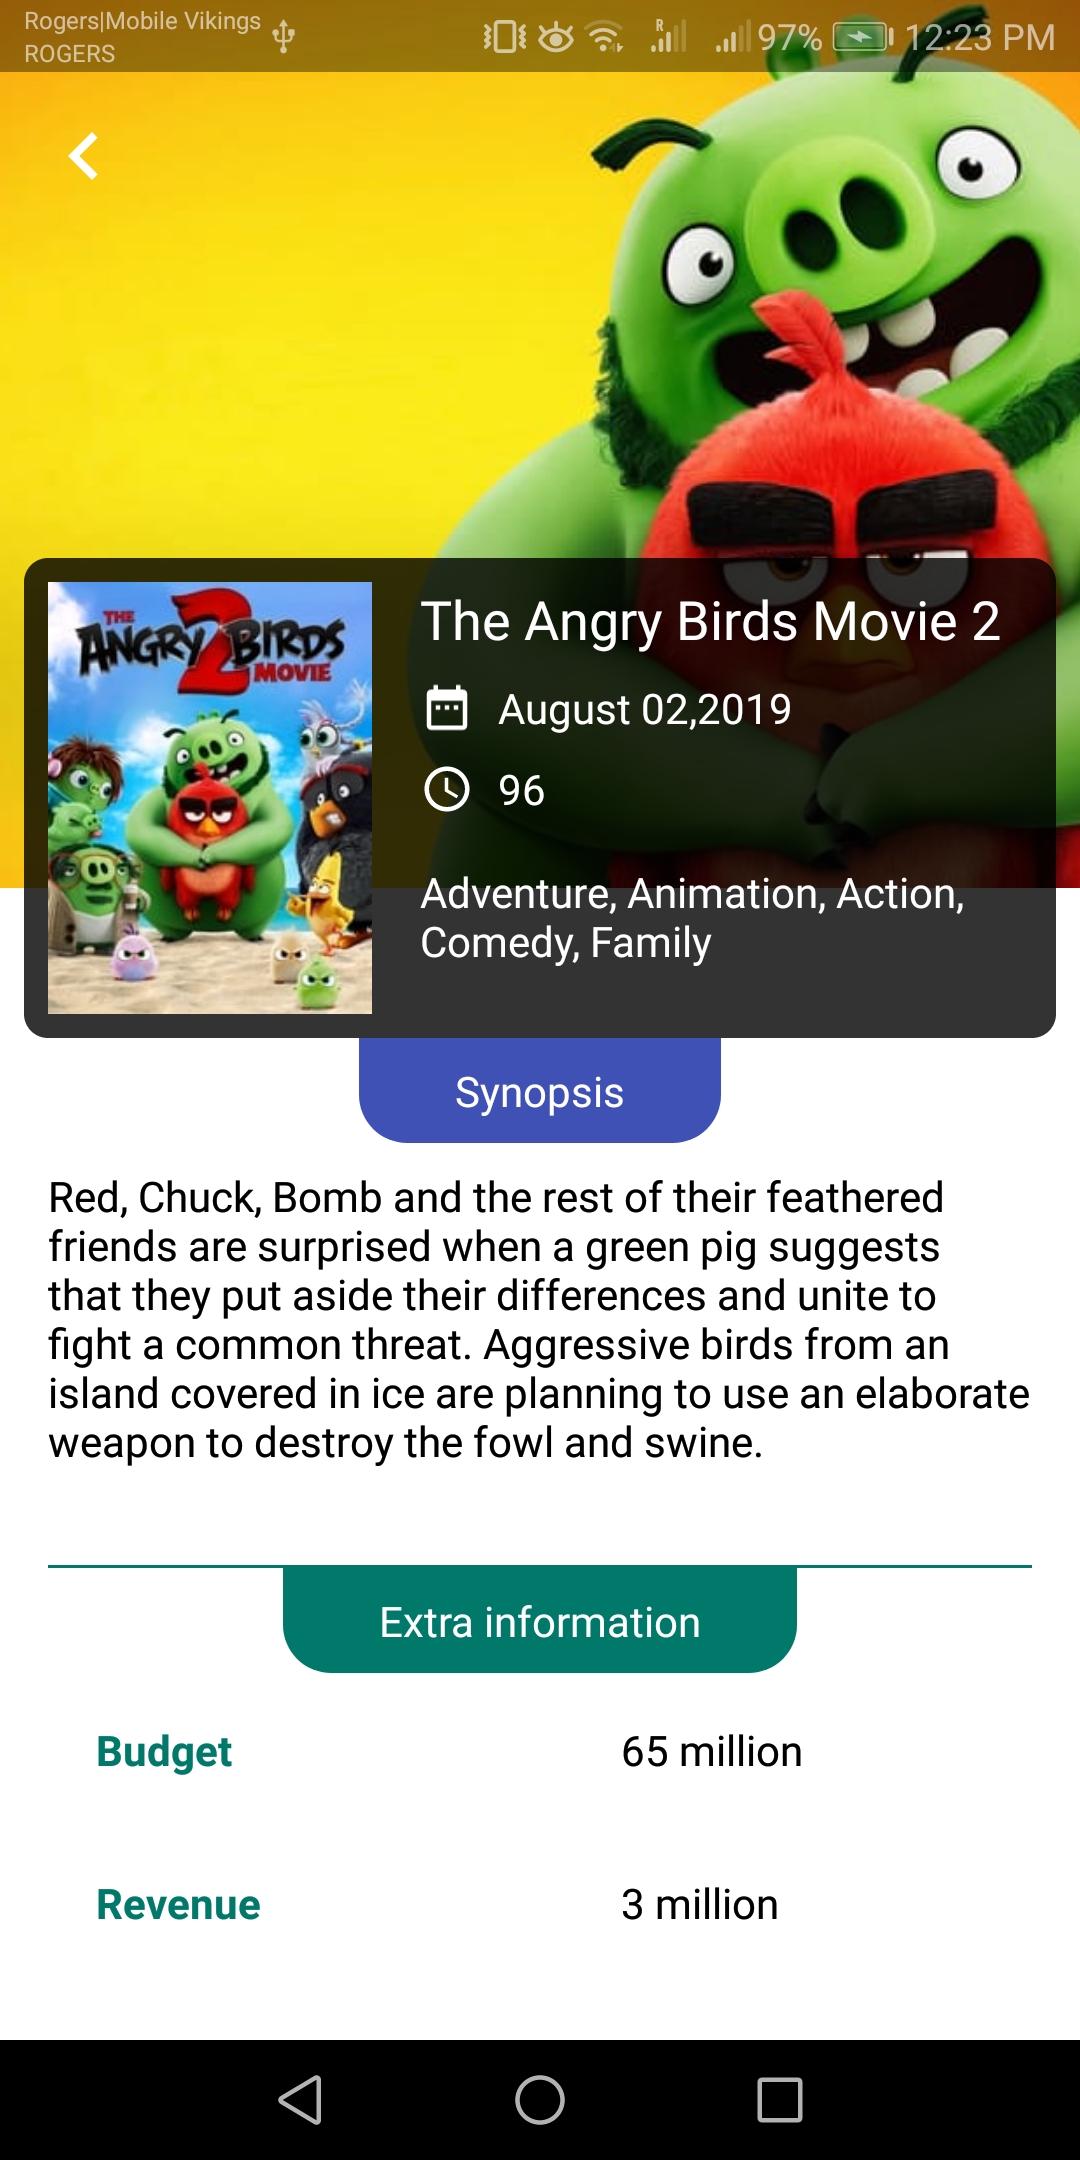 Rogers|Mobile Vikings
ROGERS
R
97%
12:23 PM
THE
ANGRY 2 BIRDS
MOVIE
The Angry Birds Movie 2
August 02,2019
96
Adventure, Animation, Action,
Comedy, Family
Synopsis
Red, Chuck, Bomb and the rest of their feathered
friends are surprised when a green pig suggests
that they put aside their differences and unite to
fight a common threat. Aggressive birds from an
island covered in ice are planning to use an elaborate
weapon to destroy the fowl and swine.
Extra information
Budget 65 million
Revenue 3 million